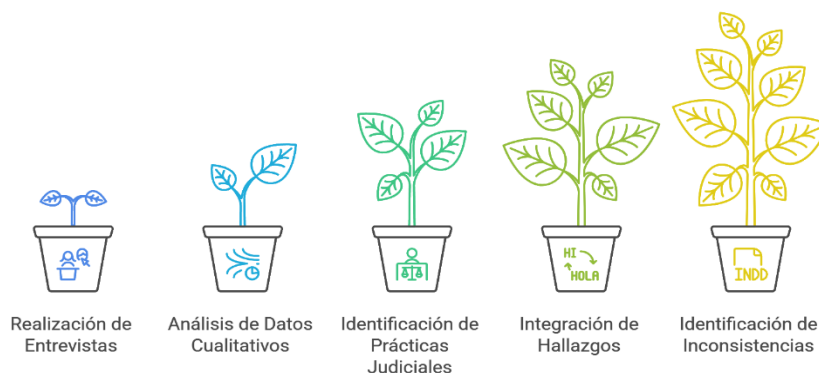 HI
HOLA
INDD
Realización de
Entrevistas
Análisis de Datos
Cualitativos
Identificación de
Prácticas
Judiciales
Integración de
Hallazgos
Identificación de
Inconsistencias